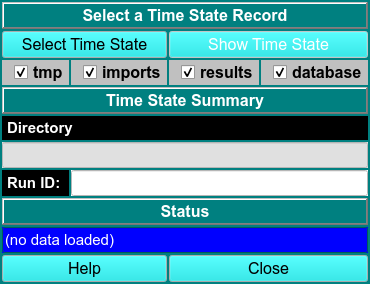 Select a Time State Record
Select Time State Show Time State
tmp imports results database
Time State Summary
Directory
Run ID:
Status
(no data loaded)
Help Close